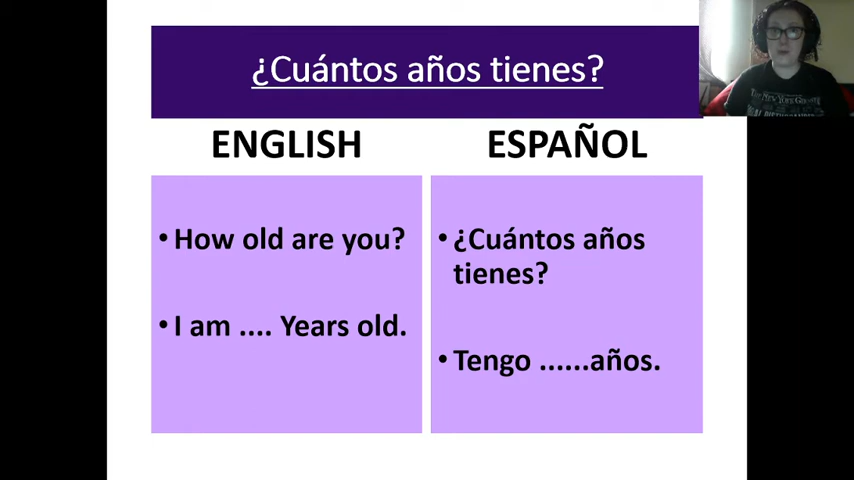 ¿Cuántos años tienes?
ENGLISH
• How old are you?
• I am .... Years old.
ESPAÑOL
• ¿Cuántos años
tienes?
• Tengo ......años.